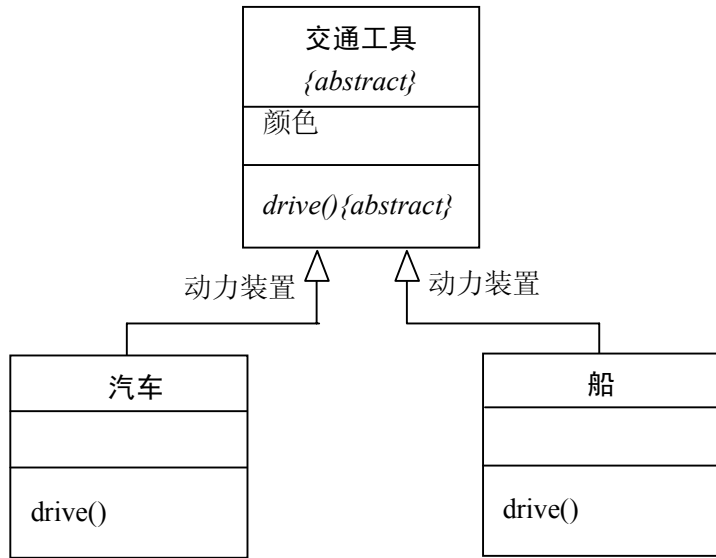 交通工具
{abstract}
颜色
drive(){abstract}
动力装置
动力装置
汽车
船
drive()
drive()